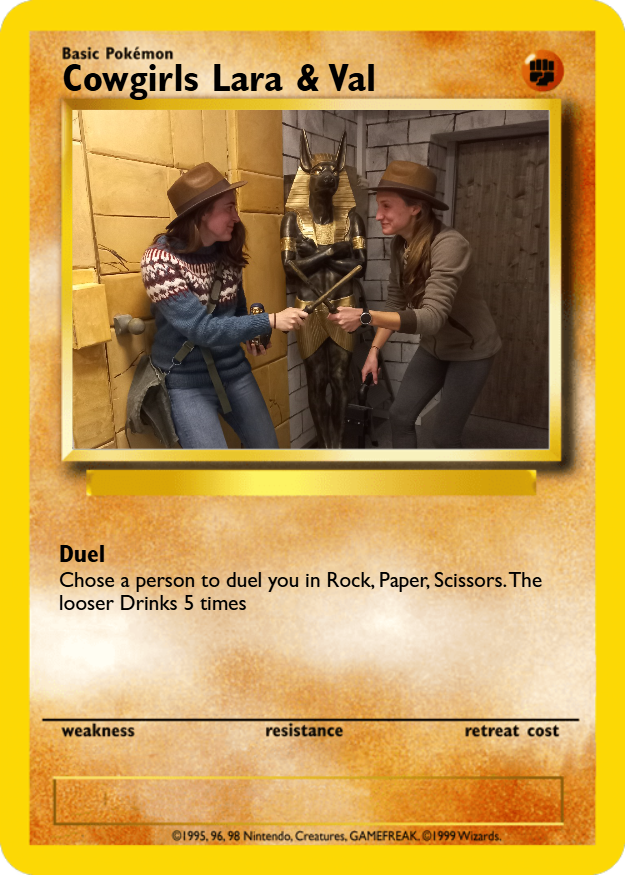 Basic Pokémon
Cowgirls Lara & Val
Duel
Chose a person to duel you in Rock, Paper, Scissors. The
looser Drinks 5 times
weakness resistance retreat cost
©1995, 96, 98 Nintendo, Creatures, GAMEFREAK. ©1999 Wizards.